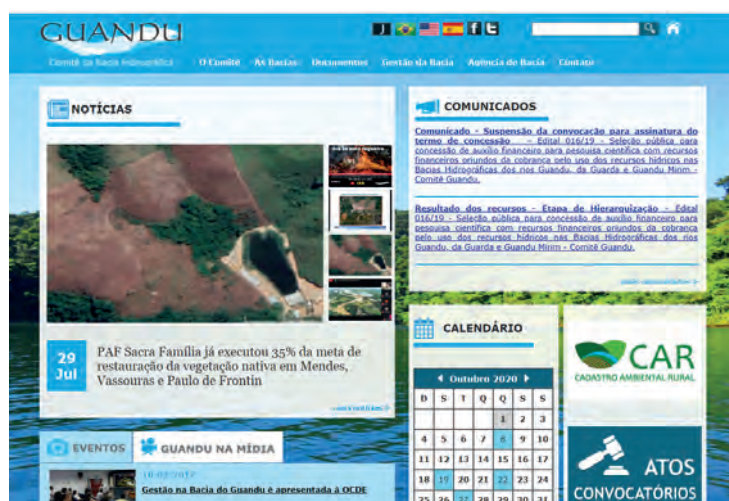 GUANDU
Comitê da Bacia Hidrográfica
O Comitê As Bacias Documentos Gestão da Bacia Agência de Bacia Contato
NOTÍCIAS
29
Jul
PAF Sacra Família já executou 35% da meta de
restauração da vegetação nativa em Mendes,
Vassouras e Paulo de Frontin
EVENTOS
GUANDU NA MÍDIA
Gestão na Bacia do Guandu é apresentada à OCDE
COMUNICADOS
Comunicado - Suspensão da convocação para assinatura do
termo de concessão - Edital 016/19 - Seleção pública para
concessão de auxílio financeiro para pesquisa científica com recursos
financeiros oriundos da cobrança pelo uso dos recursos hídricos nas
Bacias Hidrográficas dos rios Guandu, da Guarda e Guandu Mirim -
Comitê Guandu.
Resultado dos recursos - Etapa de Hierarquização - Edital
016/19 - Seleção pública para concessão de auxílio financeiro para
pesquisa científica com recursos financeiros oriundos da cobrança
pelo uso dos recursos hídricos nas Bacias Hidrográficas dos rios
Guandu, da Guarda e Guandu Mirim - Comitê Guandu.
CALENDÁRIO
Outubro 2020
D S T Q Q S S
1 2 3
4 5 6 7 8 9 10
11 12 13 14 15 16 17
18 19 20 21 22 23 24
25 26 27 28 29 30 31
CAR
CADASTRO AMBIENTAL RURAL
ATOS
CONVOCATÓRIOS